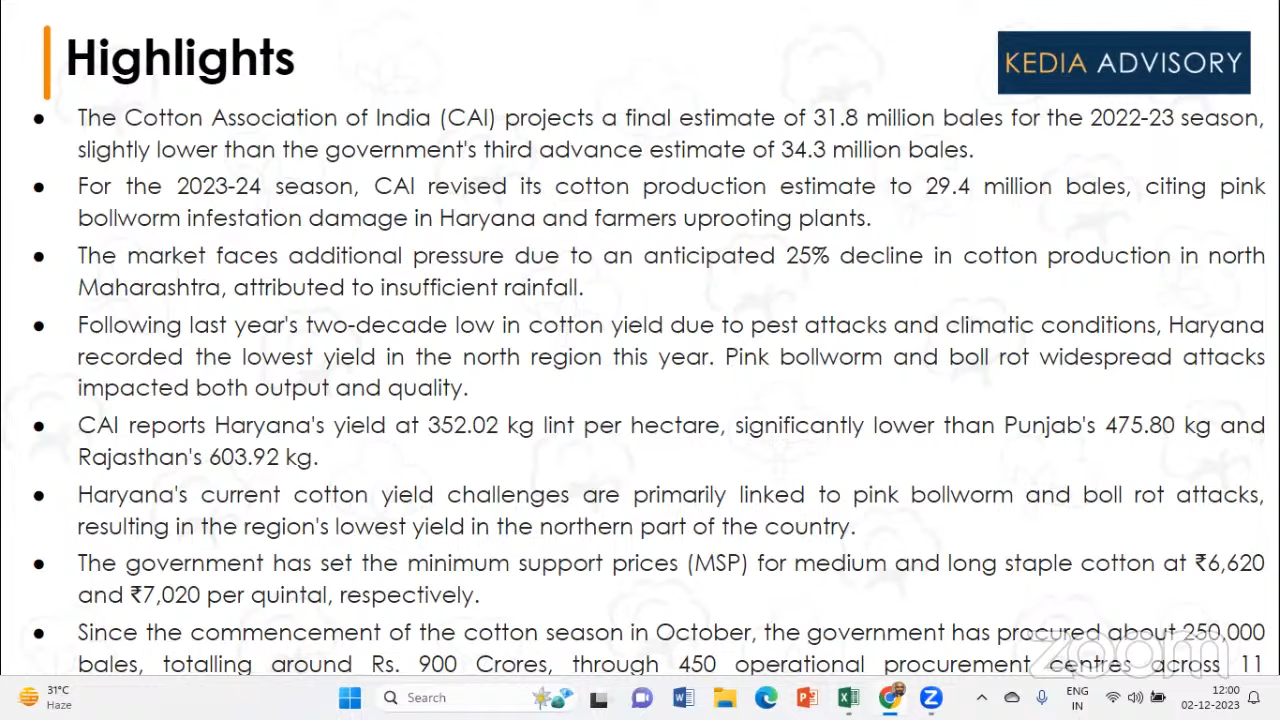 Highlights
KEDIA ADVISORY
● The Cotton Association of India (CAI) projects a final estimate of 31.8 million bales for the 2022-23 season,
slightly lower than the government's third advance estimate of 34.3 million bales.
● For the 2023-24 season, CAI revised its cotton production estimate to 29.4 million bales, citing pink
bollworm infestation damage in Haryana and farmers uprooting plants.
● The market faces additional pressure due to an anticipated 25% decline in cotton production in north
Maharashtra, attributed to insufficient rainfall.
● Following last year's two-decade low in cotton yield due to pest attacks and climatic conditions, Haryana
recorded the lowest yield in the north region this year. Pink bollworm and boll rot widespread attacks
impacted both output and quality.
● CAI reports Haryana's yield at 352.02 kg lint per hectare, significantly lower than Punjab's 475.80 kg and
Rajasthan's 603.92 kg.
● Haryana's current cotton yield challenges are primarily linked to pink bollworm and boll rot attacks,
resulting in the region's lowest yield in the northern part of the country.
● The government has set the minimum support prices (MSP) for medium and long staple cotton at ₹6,620
and ₹7,020 per quintal, respectively.
● Since the commencement of the cotton season in October, the government has procured about 250,000
bales, totalling around Rs. 900 Crores, through 450 operational procurement centres across 11
zoom
31°C
Haze
Search
ENG
IN
12:00
02-12-2023